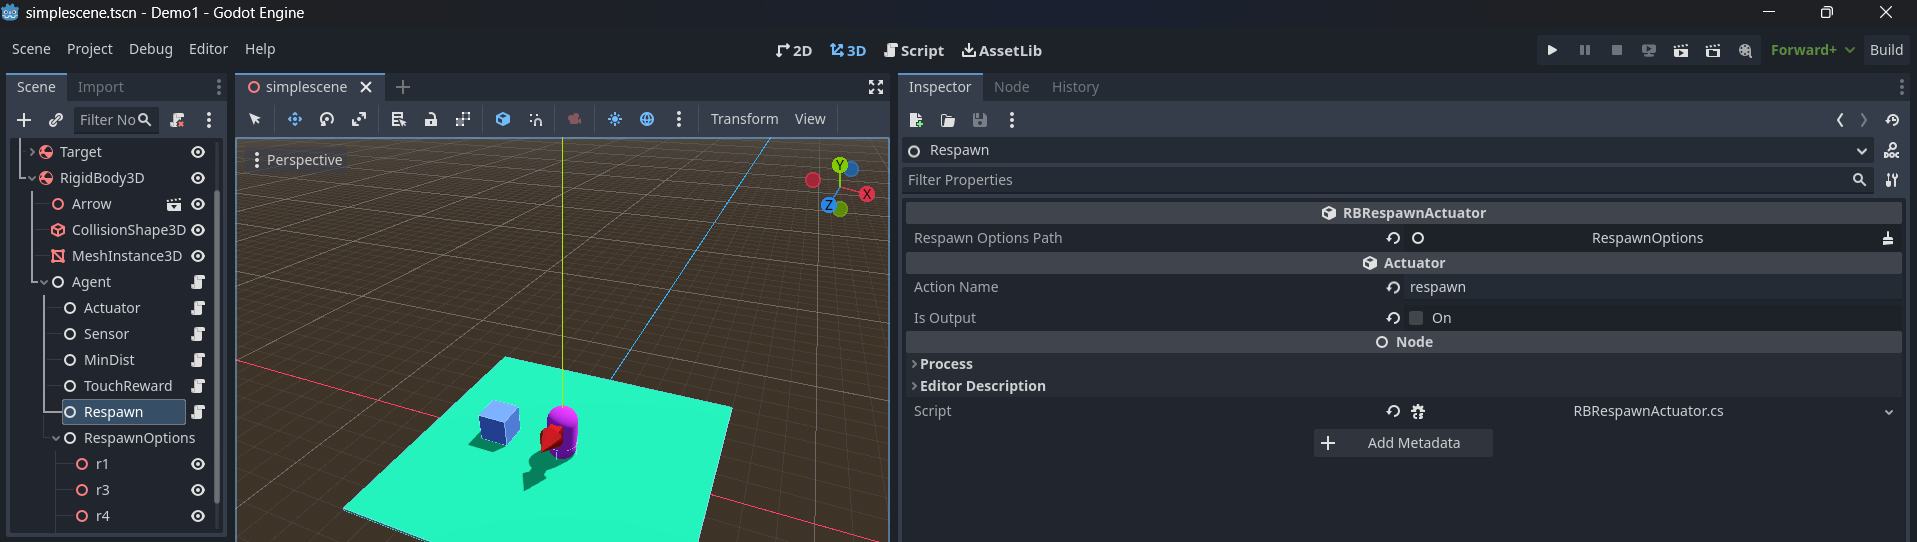 simplescene.tscn - Demo1 - Godot Engine
Scene Project Debug Editor Help
2D 3D Script AssetLib
Forward+ Build
Scene Import
Filter No
Target
RigidBody3D
Arrow
CollisionShape3D
MeshInstance3D
Agent
Actuator
Sensor
MinDist
TouchReward
Respawn
RespawnOptions
r1
r3
r4
simplescene
Transform View
Perspective
Y
X
Z
Inspector Node History
Respawn
DOC
Filter Properties
RBRespawnActuator
Respawn Options Path RespawnOptions
Actuator
Action Name respawn
Is Output On
Node
Process
Editor Description
Script RBRespawnActuator.cs
Add Metadata